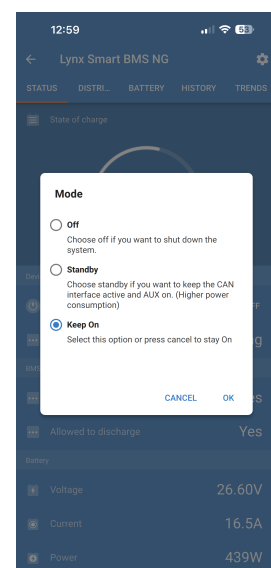 12:59
53
Lynx Smart BMS NG
STATUS DISTRI... BATTERY HISTORY TRENDS
State of charge
Mode
Off
Choose off if you want to shut down the
system.
Standby
Choose standby if you want to keep the CAN
interface active and AUX on. (Higher power
consumption)
Keep On
Select this option or press cancel to stay On
CANCEL OK
BMS
Allowed to discharge Yes
Battery
Voltage 26.60V
Current 16.5A
Power 439W